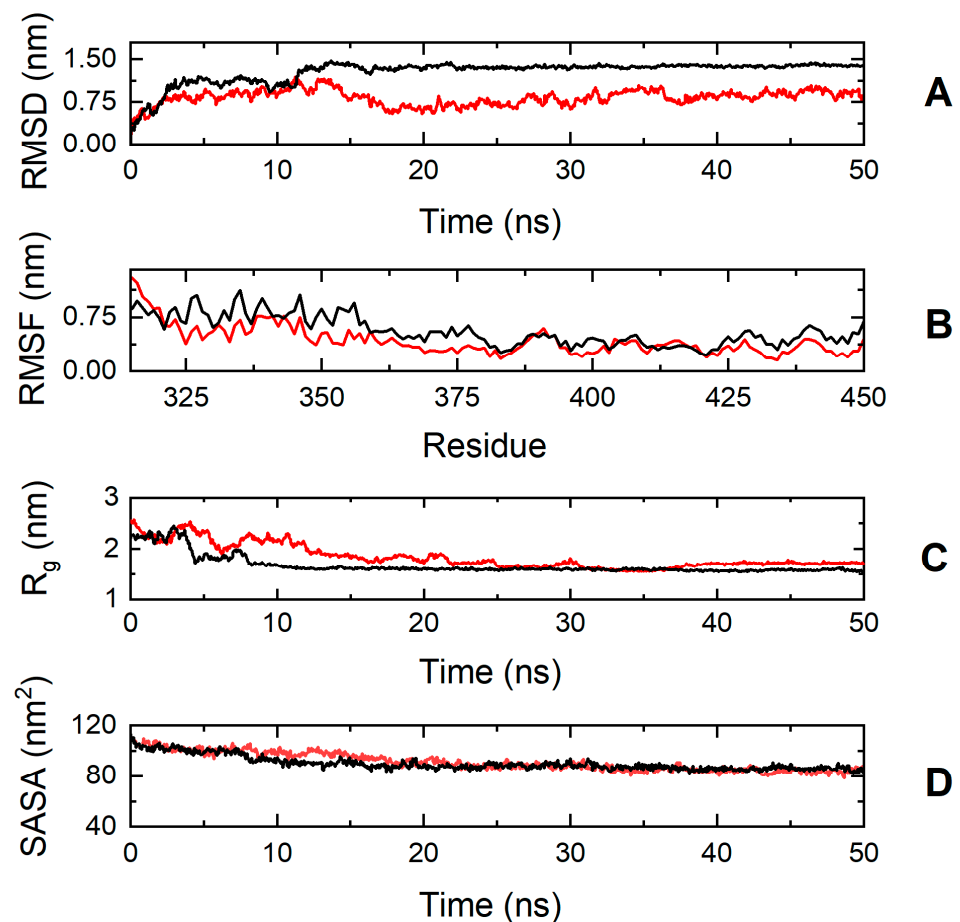 RMSD (nm)
1.50
0.75
0.00
0 10 20 30 40 50
Time (ns)
A
RMSF (nm)
0.75
0.00
325 350 375 400 425 450
Residue
B
Rg (nm)
3
2
1
0 10 20 30 40 50
Time (ns)
C
SASA (nm²)
120
80
40
0 10 20 30 40 50
Time (ns)
D